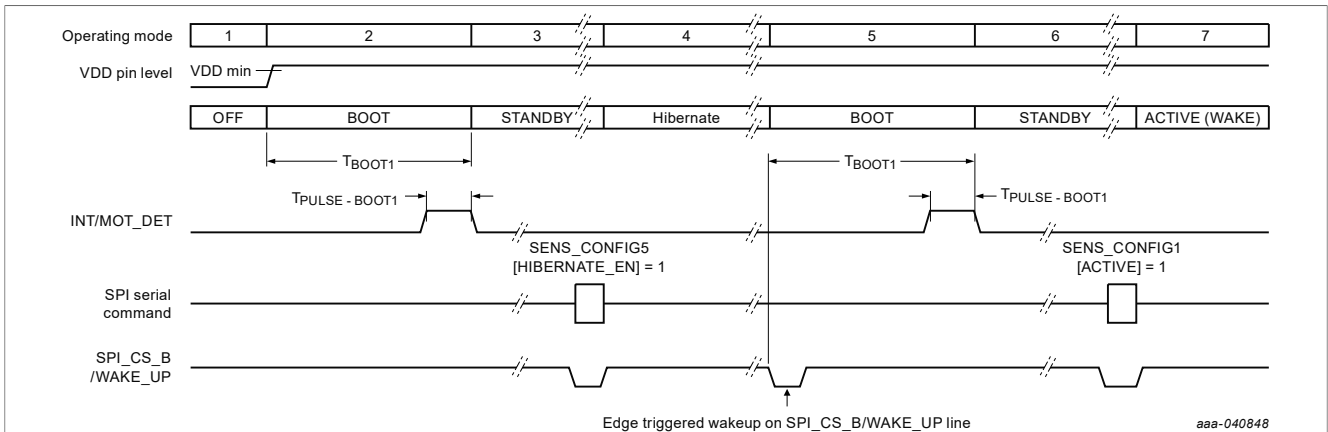 Operating mode 1 2 3 4 5 6 7
VDD pin level VDD min
OFF BOOT STANDBY Hibernate BOOT STANDBY ACTIVE (WAKE)
TBOOT1 TBOOT1
TPULSE - BOOT1 TPULSE - BOOT1
INT/MOT_DET
SENS_CONFIG5 SENS_CONFIG1
[HIBERNATE_EN] = 1 [ACTIVE] = 1
SPI serial
command
SPI_CS_B
/WAKE_UP
Edge triggered wakeup on SPI_CS_B/WAKE_UP line
aaa-040848